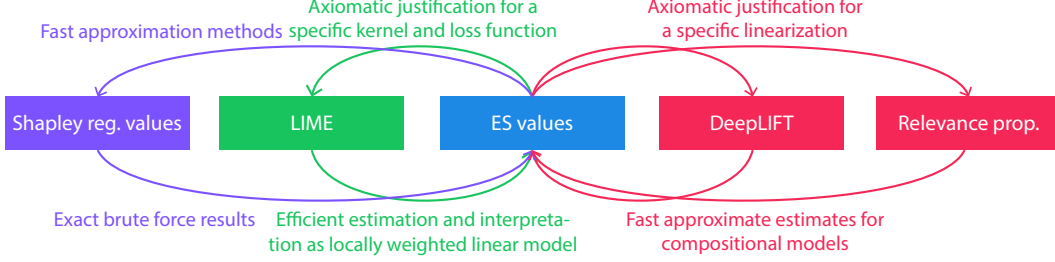 Axiomatic justification for a
specific kernel and loss function
Axiomatic justification for
a specific linearization
Fast approximation methods
Shapley reg. values
LIME
ES values
DeepLIFT
Relevance prop.
Exact brute force results
Efficient estimation and interpreta-
tion as locally weighted linear model
Fast approximate estimates for
compositional models